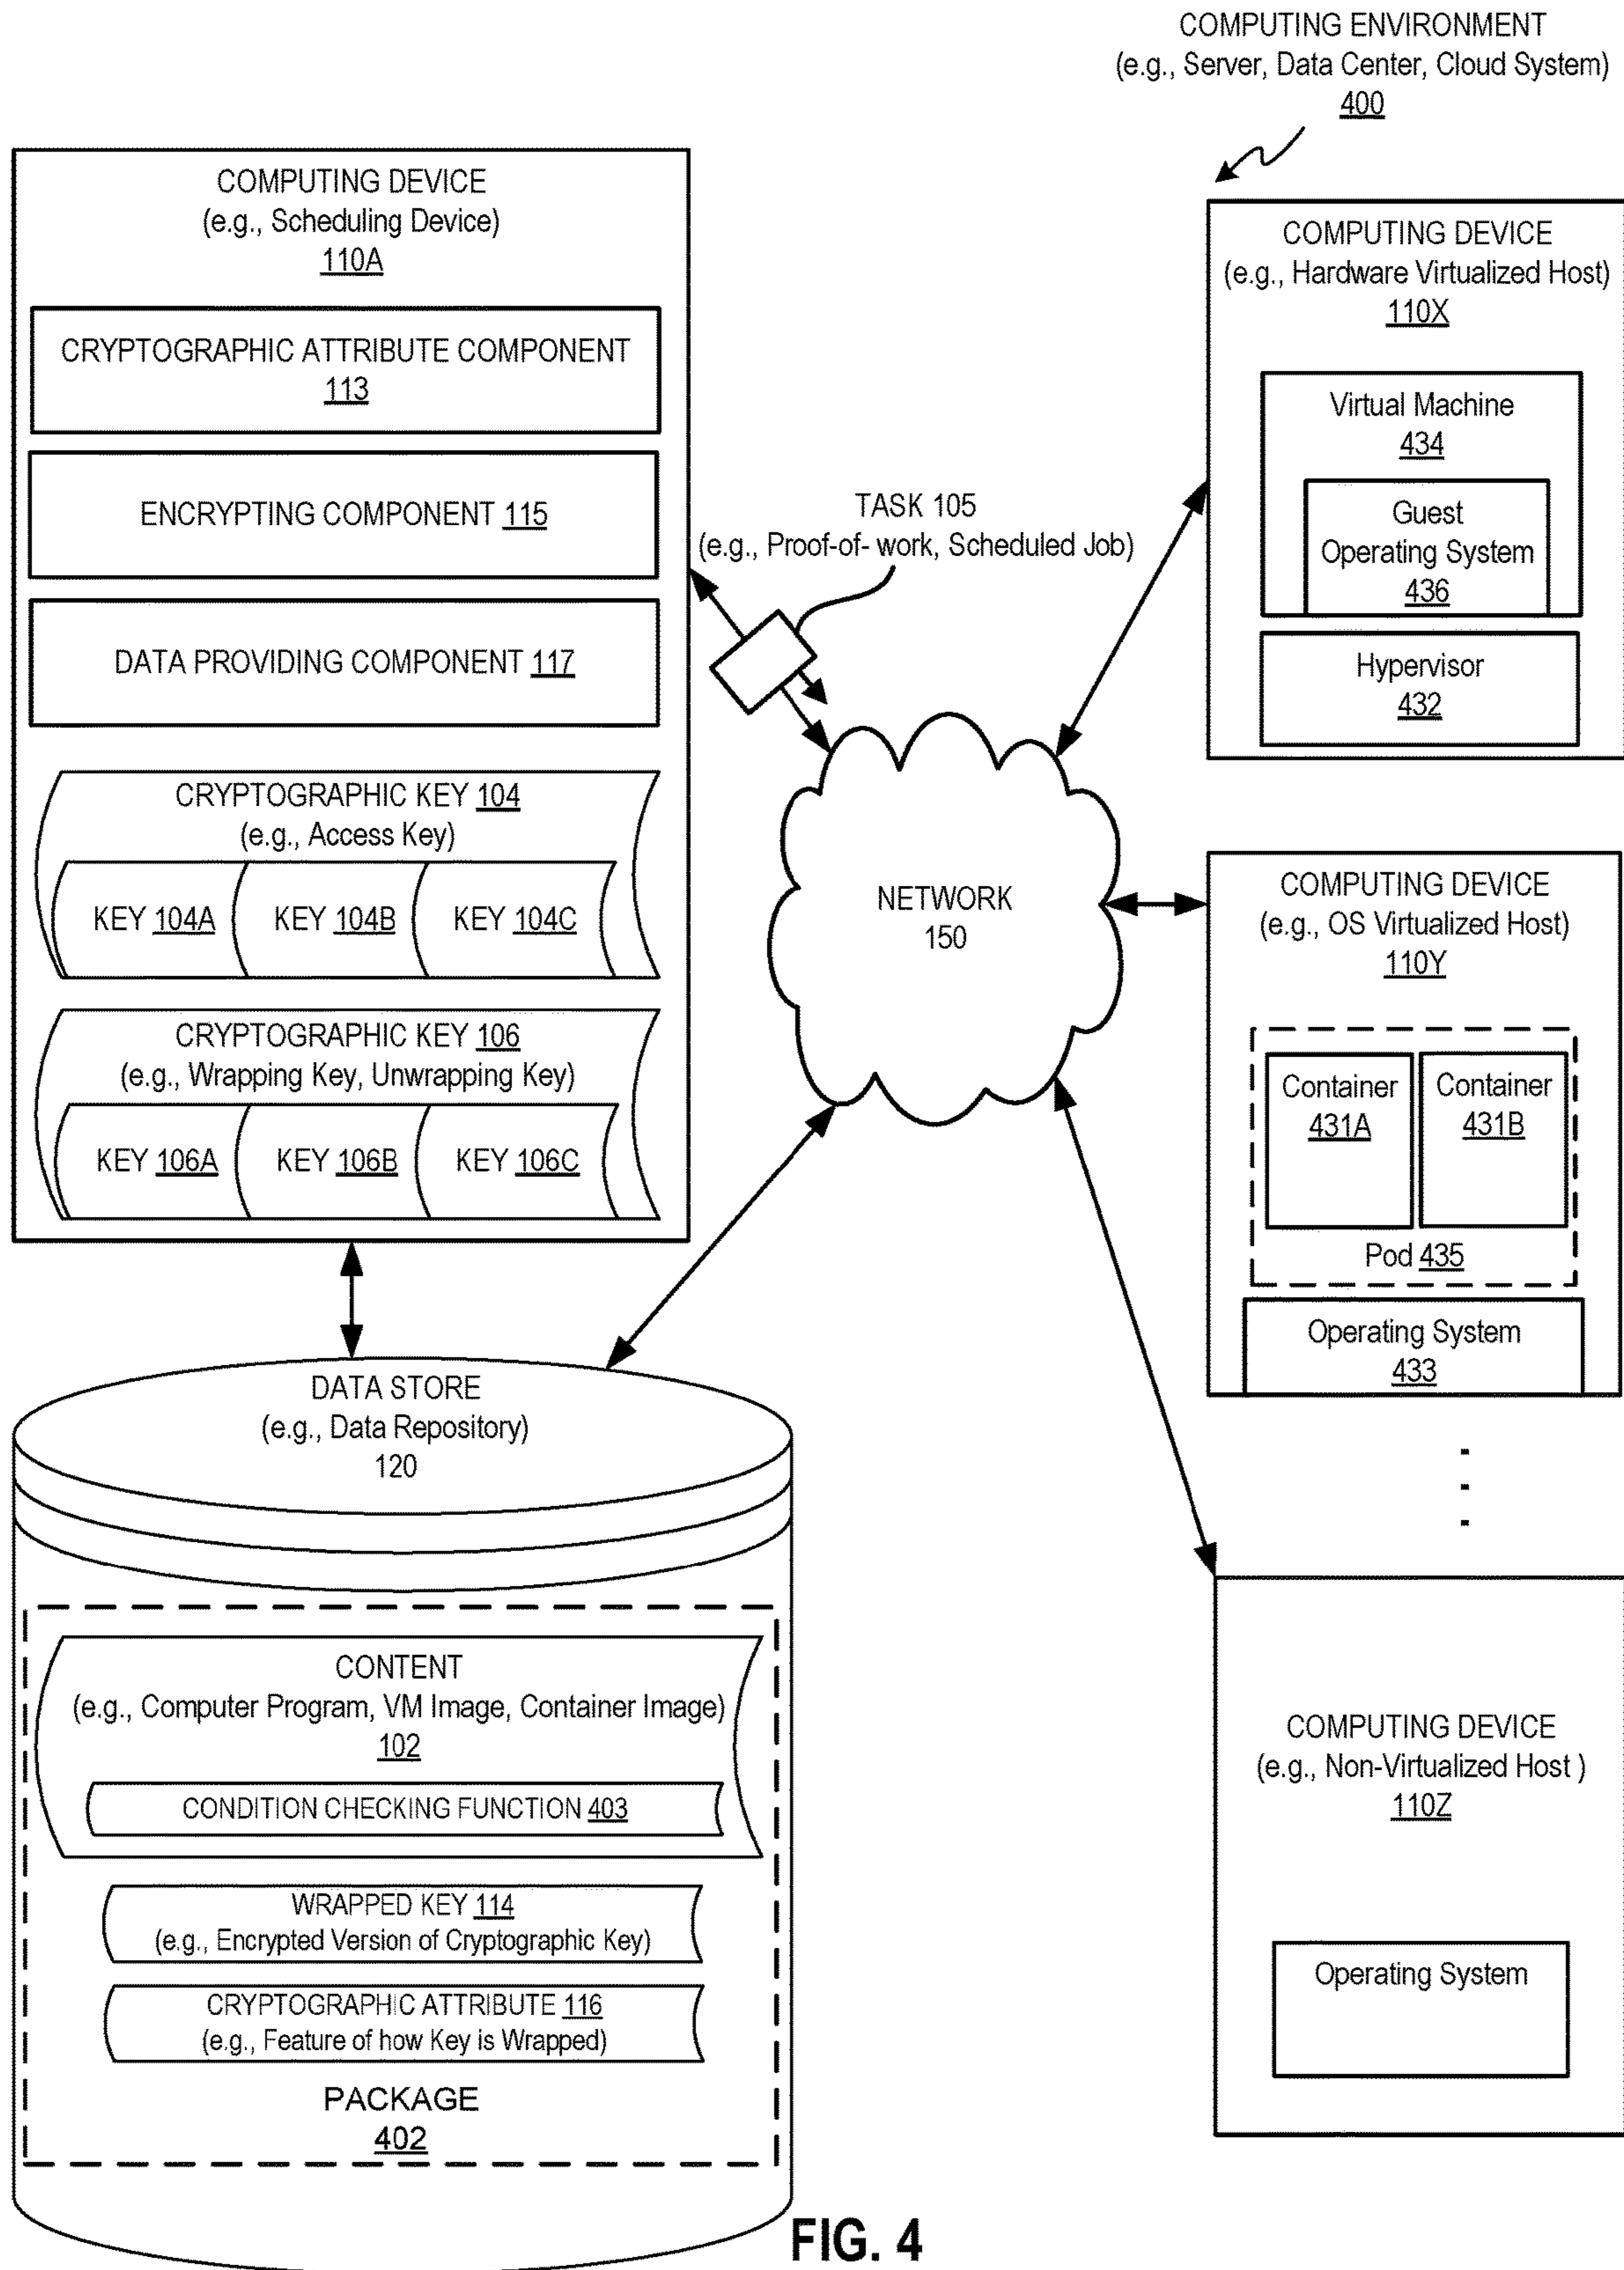 COMPUTING ENVIRONMENT
(e.g., Server, Data Center, Cloud System)
400
COMPUTING DEVICE
(e.g., Scheduling Device)
110A
CRYPTOGRAPHIC ATTRIBUTE COMPONENT
113
ENCRYPTING COMPONENT 115
DATA PROVIDING COMPONENT 117
CRYPTOGRAPHIC KEY 104
(e.g., Access Key)
KEY 104A KEY 104B KEY 104C
CRYPTOGRAPHIC KEY 106
(e.g., Wrapping Key, Unwrapping Key)
KEY 106A KEY 106B KEY 106C
TASK 105
(e.g., Proof-of- work, Scheduled Job)
NETWORK
150
COMPUTING DEVICE
(e.g., Hardware Virtualized Host)
110X
Virtual Machine
434
Guest
Operating System
436
Hypervisor
432
COMPUTING DEVICE
(e.g., OS Virtualized Host)
110Y
Container
431A
Container
431B
Pod 435
Operating System
433
COMPUTING DEVICE
(e.g., Non-Virtualized Host )
110Z
Operating System
DATA STORE
(e.g., Data Repository)
120
CONTENT
(e.g., Computer Program, VM Image, Container Image)
102
CONDITION CHECKING FUNCTION 403
WRAPPED KEY 114
(e.g., Encrypted Version of Cryptographic Key)
CRYPTOGRAPHIC ATTRIBUTE 116
(e.g., Feature of how Key is Wrapped)
PACKAGE
402
FIG. 4